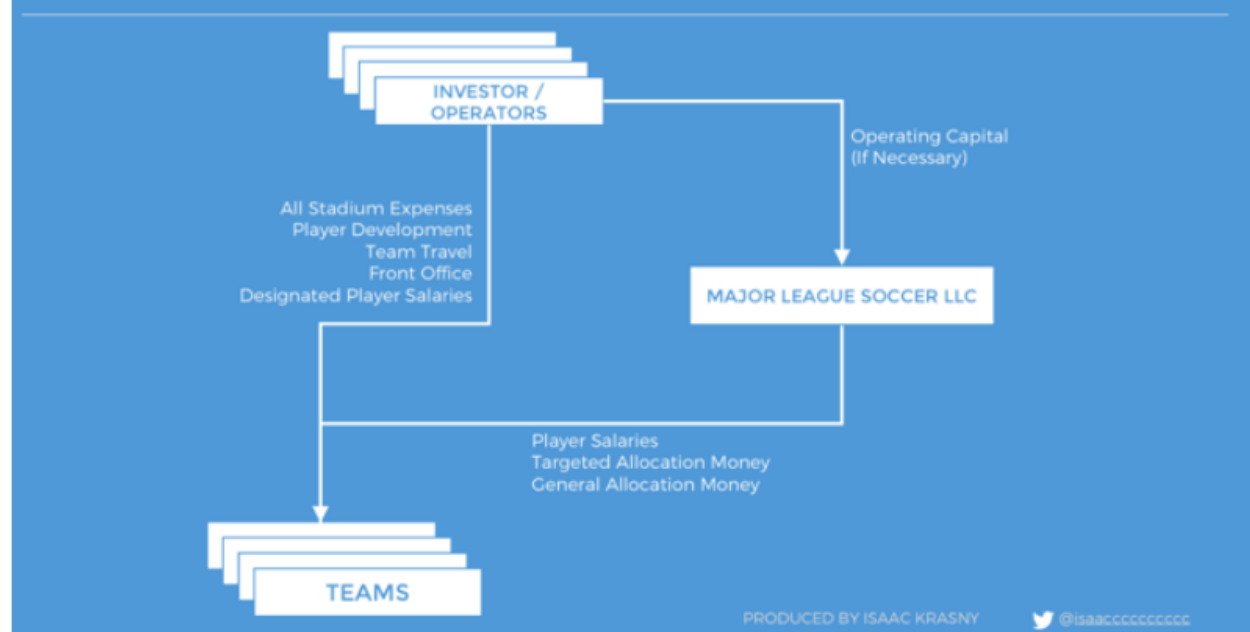 INVESTOR /
OPERATORS
Operating Capital
(If Necessary)
All Stadium Expenses
Player Development
Team Travel
Front Office
Designated Player Salaries
MAJOR LEAGUE SOCCER LLC
Player Salaries
Targeted Allocation Money
General Allocation Money
TEAMS
PRODUCED BY ISAAC KRASNY
@isaacccccccccc